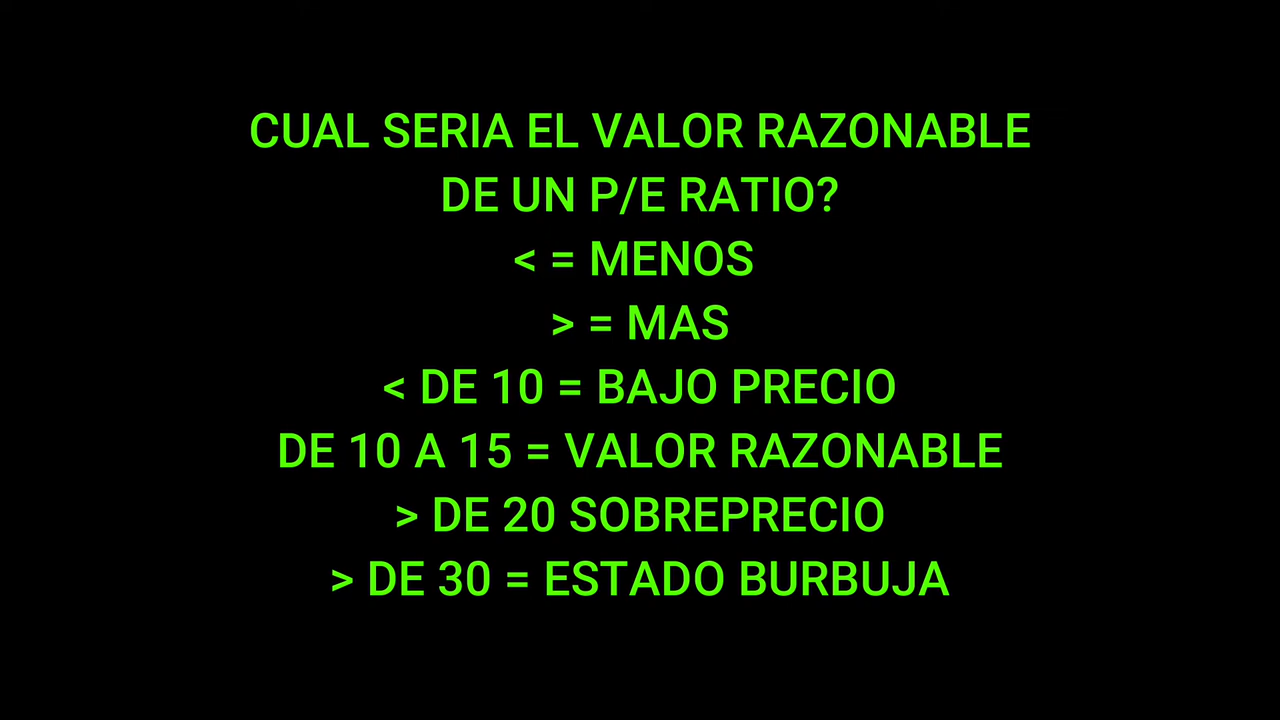 CUAL SERIA EL VALOR RAZONABLE
DE UN P/E RATIO?
< = MENOS
> = MAS
< DE 10 = BAJO PRECIO
DE 10 A 15 = VALOR RAZONABLE
> DE 20 SOBREPRECIO
> DE 30 = ESTADO BURBUJA